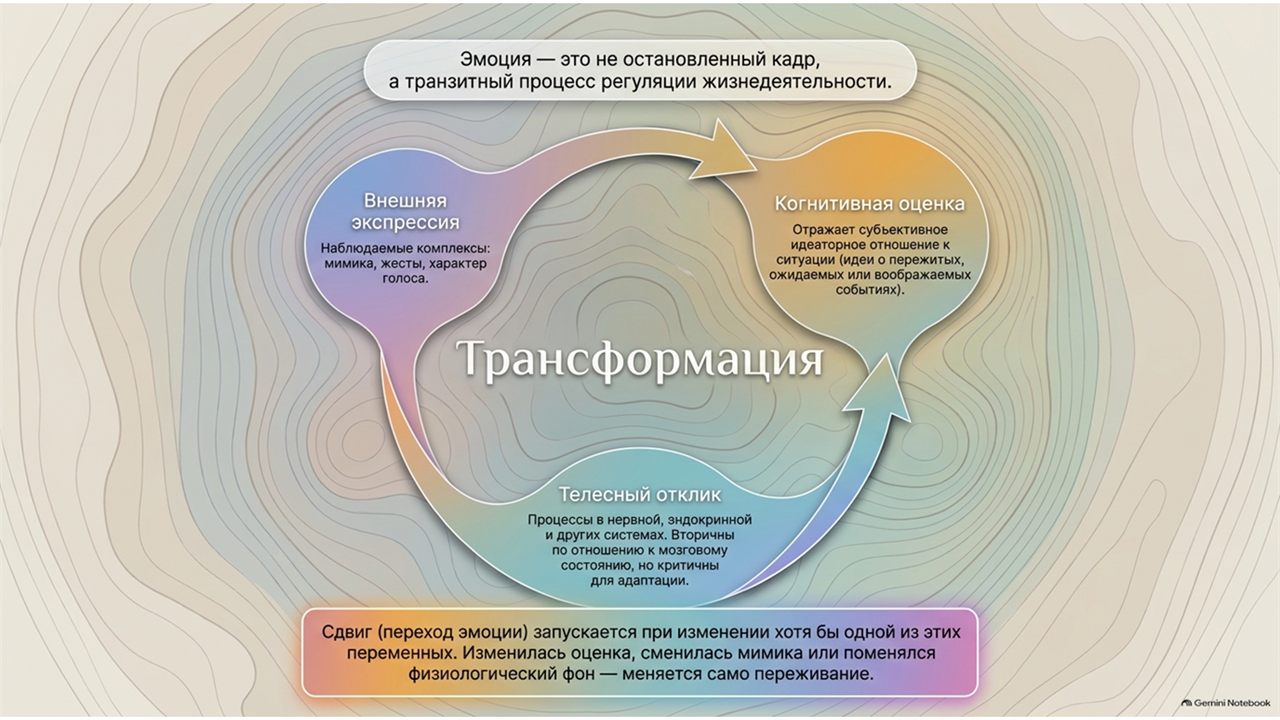 Эмоция — это не остановленный кадр,
а транзитный процесс регуляции жизнедеятельности.
Внешняя
экспрессия
Наблюдаемые комплексы:
мимика, жесты, характер
голоса.
Когнитивная оценка
Отражает субъективное
идеаторное отношение к
ситуации (идеи о пережитых,
ожидаемых или воображаемых
событиях).
Трансформация
Телесный отклик
Процессы в нервной, эндокринной
и других системах. Вторичны
по отношению к мозговому
состоянию, но критичны
для адаптации.
Сдвиг (переход эмоции) запускается при изменении хотя бы одной из этих
переменных. Изменилась оценка, сменилась мимика или поменялся
физиологический фон — меняется само переживание.
Gemini Notebook